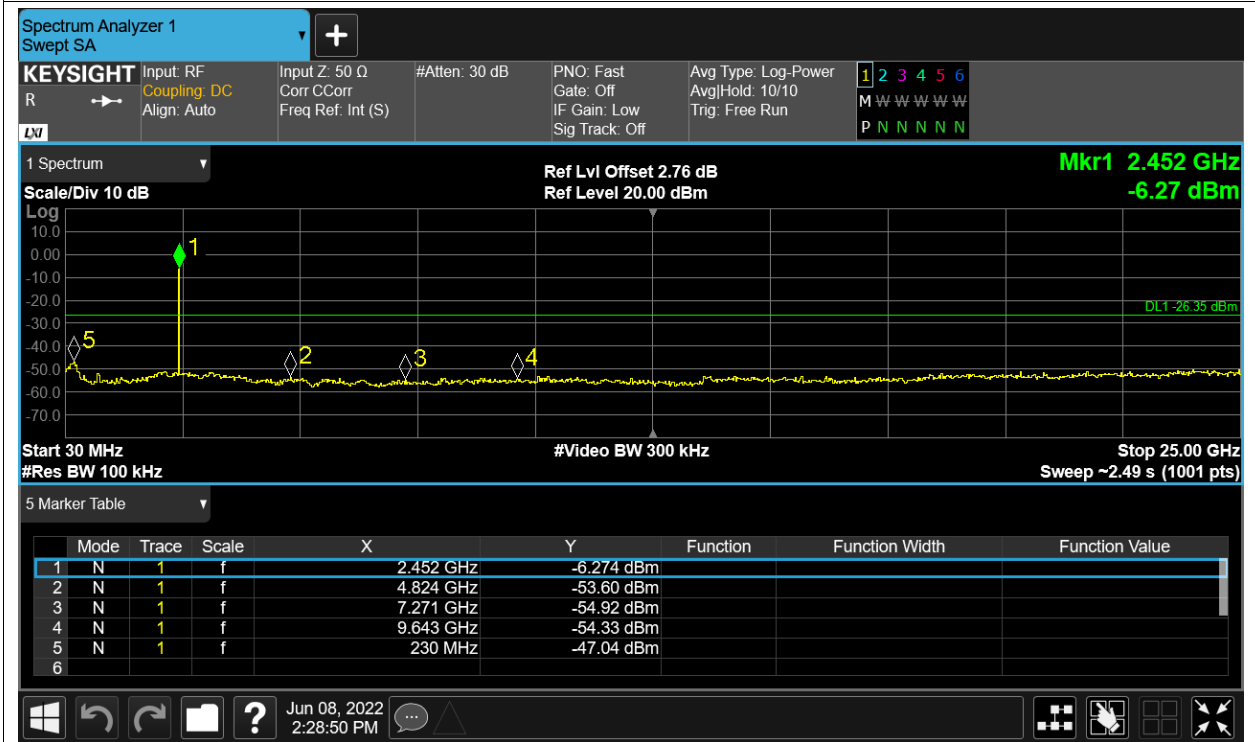 Spectrum Analyzer 1
Swept SA
+
KEYSIGHT
R
LXI
Input: RF
Coupling: DC
Align: Auto
Input Z: 50 Ω
Corr CCorr
Freq Ref: Int (S)
#Atten: 30 dB
PNO: Fast
Gate: Off
IF Gain: Low
Sig Track: Off
Avg Type: Log-Power
Avg|Hold: 10/10
Trig: Free Run
1 2 3 4 5 6
M W W W W W
P N N N N N
1 Spectrum
Scale/Div 10 dB
Ref Lvl Offset 2.76 dB
Ref Level 20.00 dBm
Mkr1 2.452 GHz
-6.27 dBm
Log
10.0
0.00
-10.0
-20.0
-30.0
-40.0
-50.0
-60.0
-70.0
1
2
3
4
5
DL1 -26.35 dBm
Start 30 MHz
#Res BW 100 kHz
#Video BW 300 kHz
Stop 25.00 GHz
Sweep ~2.49 s (1001 pts)
5 Marker Table
Mode Trace Scale X Y Function Function Width Function Value
1 N 1 f 2.452 GHz -6.274 dBm
2 N 1 f 4.824 GHz -53.60 dBm
3 N 1 f 7.271 GHz -54.92 dBm
4 N 1 f 9.643 GHz -54.33 dBm
5 N 1 f 230 MHz -47.04 dBm
6
?
Jun 08, 2022
2:28:50 PM